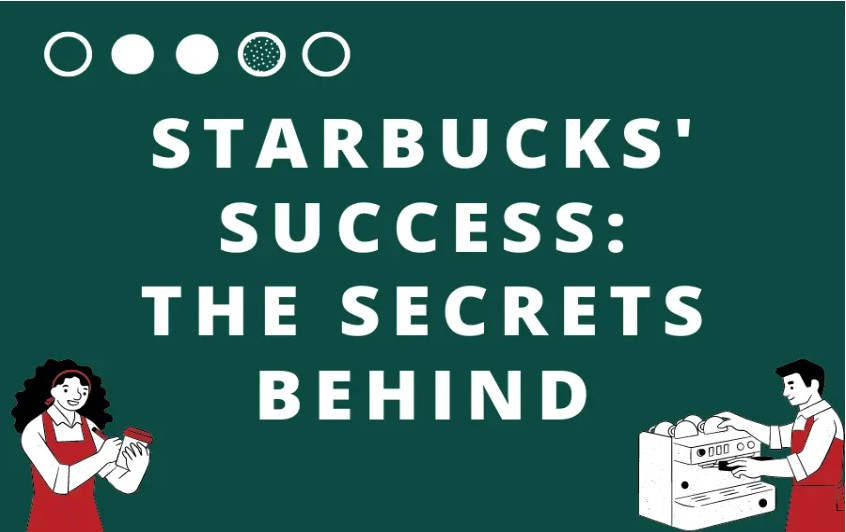 STARBUCKS'
SUCCESS:
THE SECRETS
BEHIND